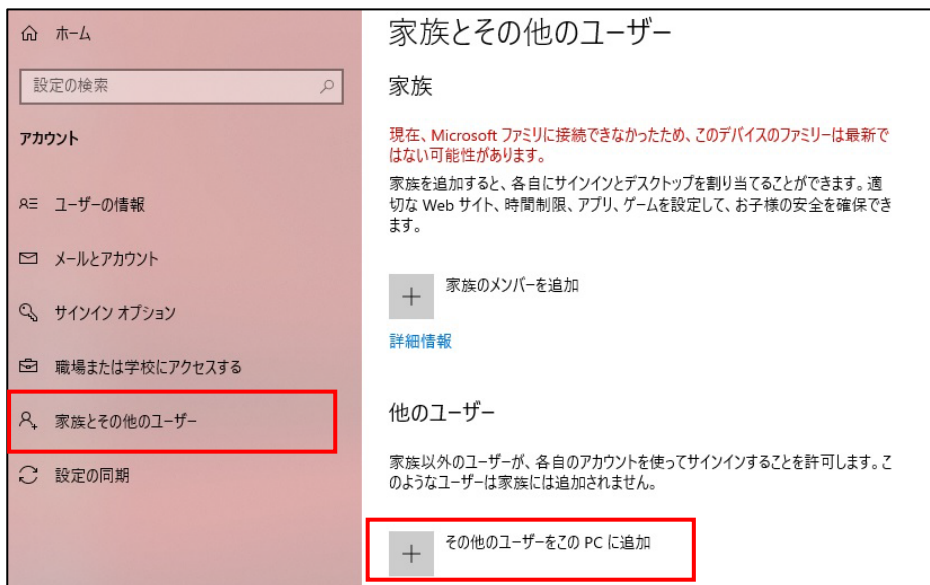 ホーム
設定の検索
アカウント
ユーザーの情報
メールとアカウント
サインイン オプション
職場または学校にアクセスする
家族とその他のユーザー
設定の同期
家族とその他のユーザー
家族
現在、Microsoft ファミリに接続できなかったため、このデバイスのファミリーは最新で
はない可能性があります。
家族を追加すると、各自にサインインとデスクトップを割り当てることができます。適
切な Web サイト、時間制限、アプリ、ゲームを設定して、お子様の安全を確保でき
ます。
家族のメンバーを追加
詳細情報
他のユーザー
家族以外のユーザーが、各自のアカウントを使ってサインインすることを許可します。こ
のようなユーザーは家族には追加されません。
その他のユーザーをこの PC に追加